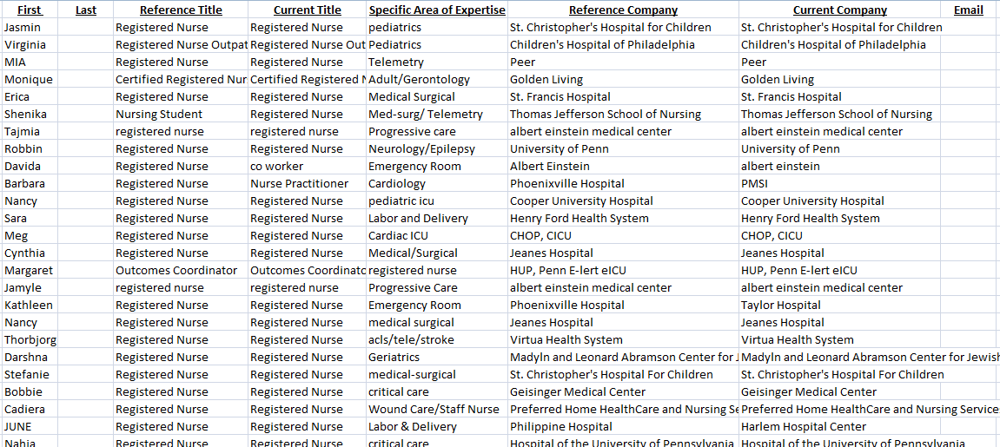 First Last Reference Title Current Title Specific Area of Expertise Reference Company Current Company Email
Jasmin Registered Nurse Registered Nurse pediatrics St. Christopher's Hospital for Children St. Christopher's Hospital for Children
Virginia Registered Nurse Outpat Registered Nurse Out Pediatrics Children's Hospital of Philadelphia Children's Hospital of Philadelphia
MIA Registered Nurse Registered Nurse Telemetry Peer Peer
Monique Certified Registered Nur Certified Registered N Adult/Gerontology Golden Living Golden Living
Erica Registered Nurse Registered Nurse Medical Surgical St. Francis Hospital St. Francis Hospital
Shenika Nursing Student Registered Nurse Med-surg/ Telemetry Thomas Jefferson School of Nursing Thomas Jefferson School of Nursing
Tajmia registered nurse registered nurse Progressive care albert einstein medical center albert einstein medical center
Robbin Registered Nurse Registered Nurse Neurology/Epilepsy University of Penn University of Penn
Davida Registered Nurse co worker Emergency Room Albert Einstein albert einstein
Barbara Registered Nurse Nurse Practitioner Cardiology Phoenixville Hospital PMSI
Nancy Registered Nurse Registered Nurse pediatric icu Cooper University Hospital Cooper University Hospital
Sara Registered Nurse Registered Nurse Labor and Delivery Henry Ford Health System Henry Ford Health System
Meg Registered Nurse Registered Nurse Cardiac ICU CHOP, CICU CHOP, CICU
Cynthia Registered Nurse Registered Nurse Medical/Surgical Jeanes Hospital Jeanes Hospital
Margaret Outcomes Coordinator Outcomes Coordinatc registered nurse HUP, Penn E-lert eICU HUP, Penn E-lert eICU
Jamyle registered nurse registered nurse Progressive Care albert einstein medical center albert einstein medical center
Kathleen Registered Nurse Registered Nurse Emergency Room Phoenixville Hospital Taylor Hospital
Nancy Registered Nurse Registered Nurse medical surgical Jeanes Hospital Jeanes Hospital
Thorbjorg Registered Nurse Registered Nurse acls/tele/stroke Virtua Health System Virtua Health System
Darshna Registered Nurse Registered Nurse Geriatrics Madyln and Leonard Abramson Center for J Madyln and Leonard Abramson Center for Jewish
Stefanie Registered Nurse Registered Nurse medical-surgical St. Christopher's Hospital For Children St. Christopher's Hospital For Children
Bobbie Registered Nurse Registered Nurse critical care Geisinger Medical Center Geisinger Medical Center
Cadiera Registered Nurse Registered Nurse Wound Care/Staff Nurse Preferred Home HealthCare and Nursing Se Preferred Home HealthCare and Nursing Service
JUNE Registered Nurse Registered Nurse Labor & Delivery Philippine Hospital Harlem Hospital Center
Nahja Registered Nurse Registered Nurse critical care Hospital of the University of Pennsylvania Hospital of the University of Pennsylvania